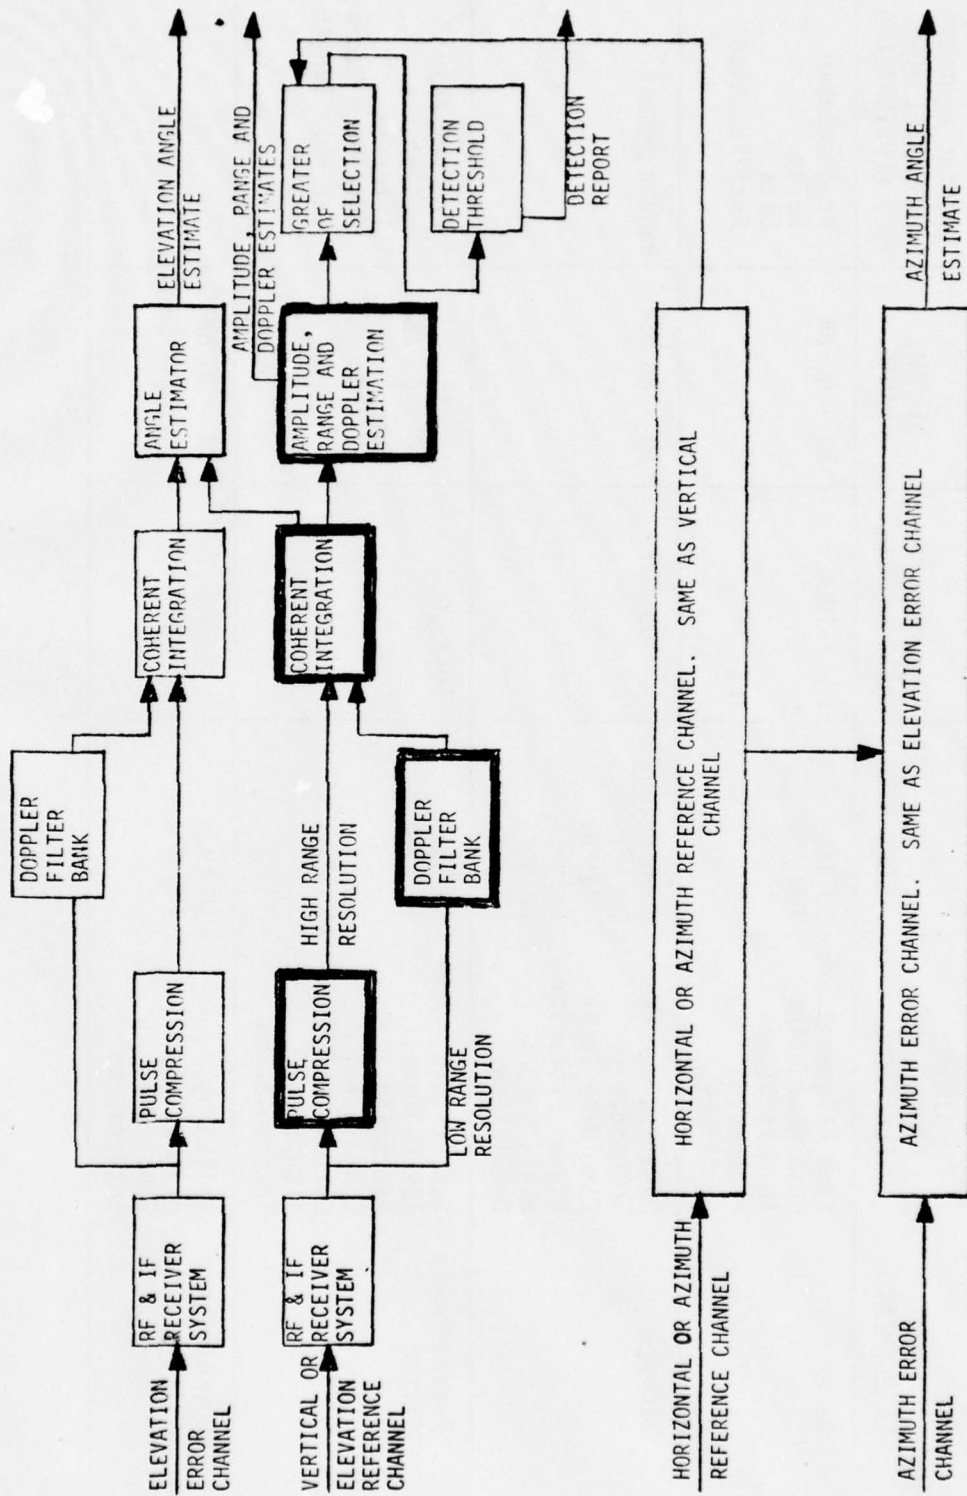 ELEVATION
ERROR
CHANNEL
RF & IF
RECEIVER
SYSTEM
PULSE
COMPRESSION
DOPPLER
FILTER
BANK
COHERENT
INTEGRATION
ANGLE
ESTIMATOR
ELEVATION ANGLE
ESTIMATE
VERTICAL OR
ELEVATION
REFERENCE
CHANNEL
RF & IF
RECEIVER
SYSTEM
PULSE
COMPRESSION
HIGH RANGE
RESOLUTION
LOW RANGE
RESOLUTION
DOPPLER
FILTER
BANK
COHERENT
INTEGRATION
AMPLITUDE,
RANGE AND
DOPPLER
ESTIMATION
AMPLITUDE, RANGE AND
DOPPLER ESTIMATES
GREATER
OF
SELECTION
DETECTION
THRESHOLD
DETECTION
REPORT
HORIZONTAL OR AZIMUTH
REFERENCE CHANNEL
HORIZONTAL OR AZIMUTH REFERENCE CHANNEL. SAME AS VERTICAL
CHANNEL
AZIMUTH ERROR
CHANNEL
AZIMUTH ERROR CHANNEL. SAME AS ELEVATION ERROR CHANNEL
AZIMUTH ANGLE
ESTIMATE